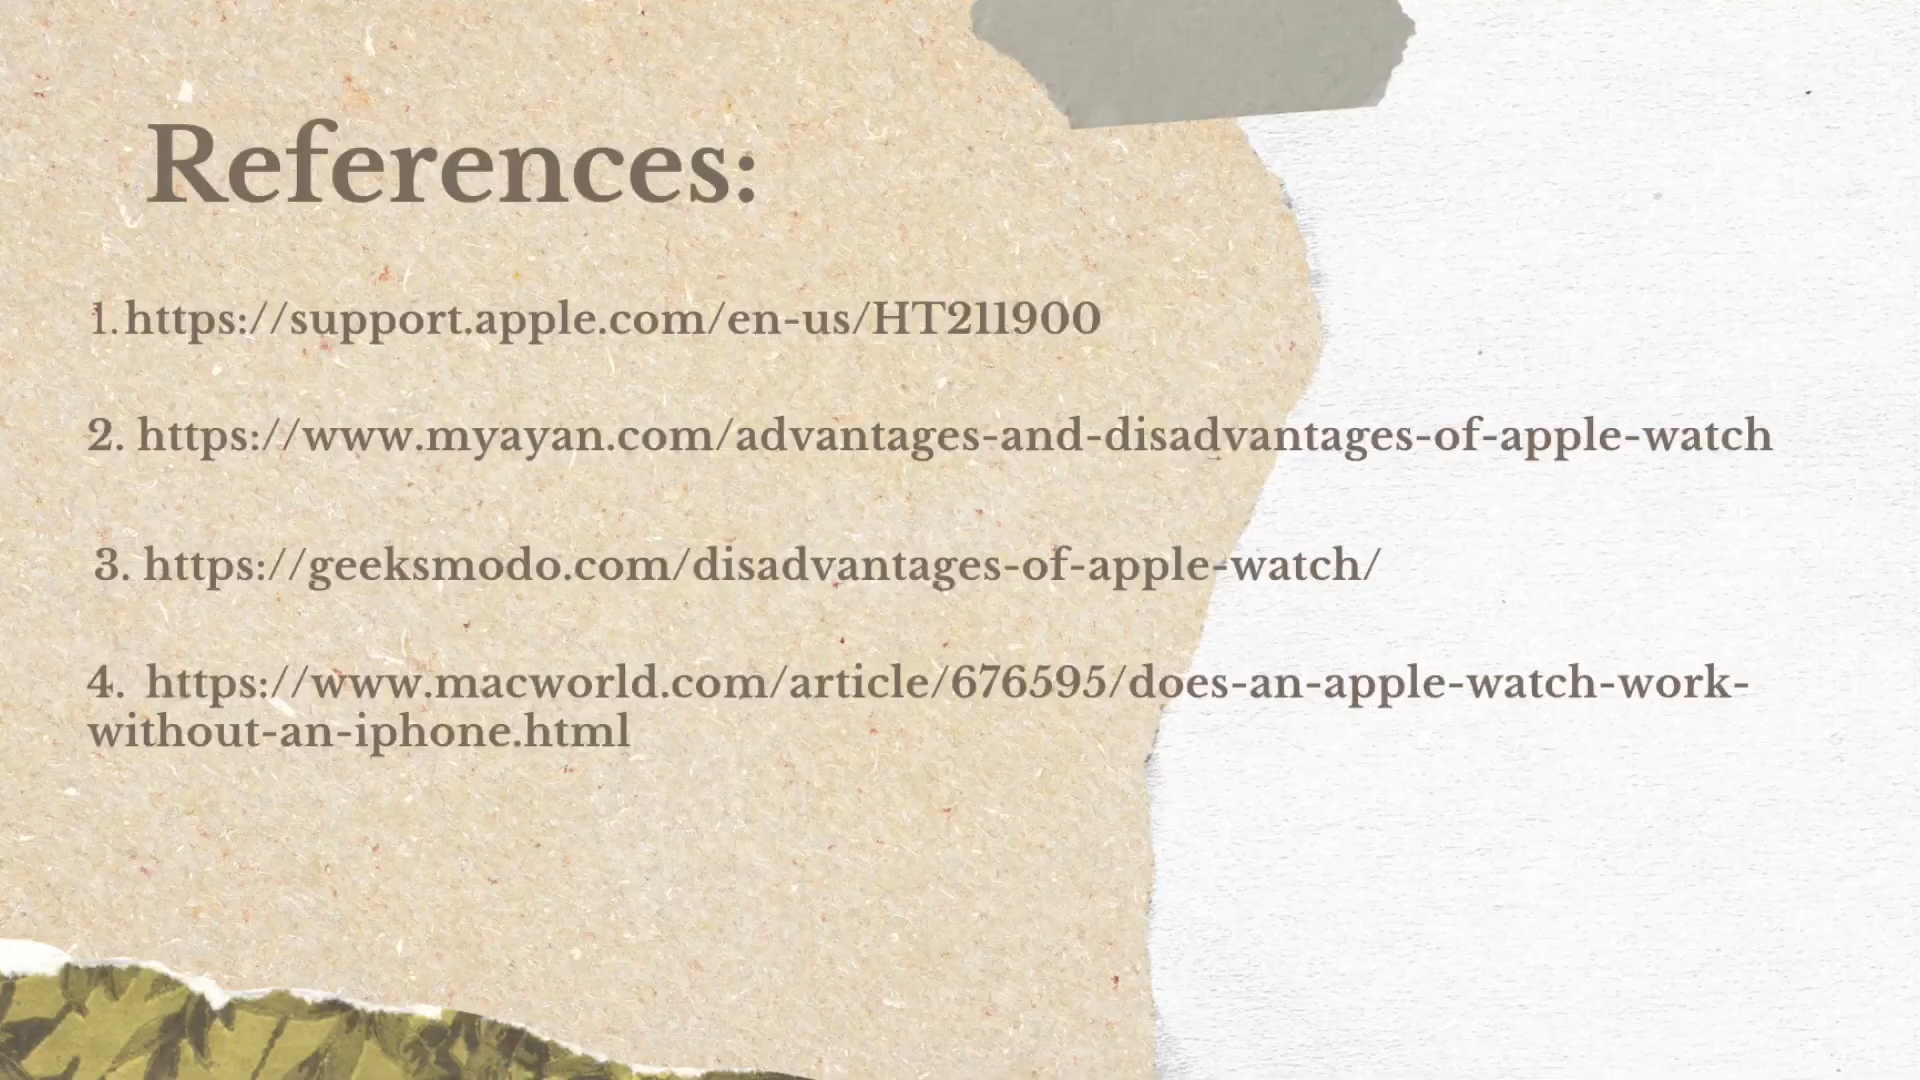 References:
1. https://support.apple.com/en-us/HT211900
2. https://www.myayan.com/advantages-and-disadvantages-of-apple-watch
3. https://geeksmodo.com/disadvantages-of-apple-watch/
4. https://www.macworld.com/article/676595/does-an-apple-watch-work-
without-an-iphone.html